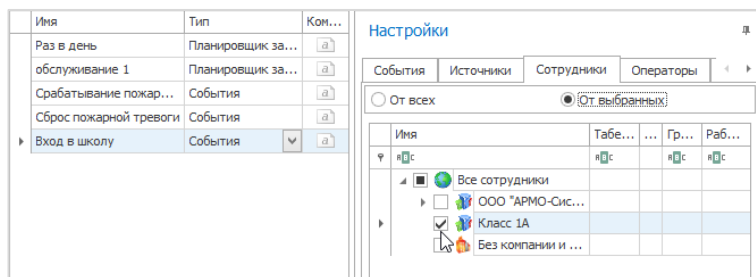 Имя Тип Ком...
Раз в день Планировщик за...
обслуживание 1 Планировщик за...
Срабатывание пожар... События
Сброс пожарной тревоги События
Вход в школу События
Настройки
События Источники Сотрудники Операторы
От всех От выбранных
Имя Табе... ... Гр... Раб...
Все сотрудники
ООО "АРМО-Сис...
Класс 1А
Без компании и ...